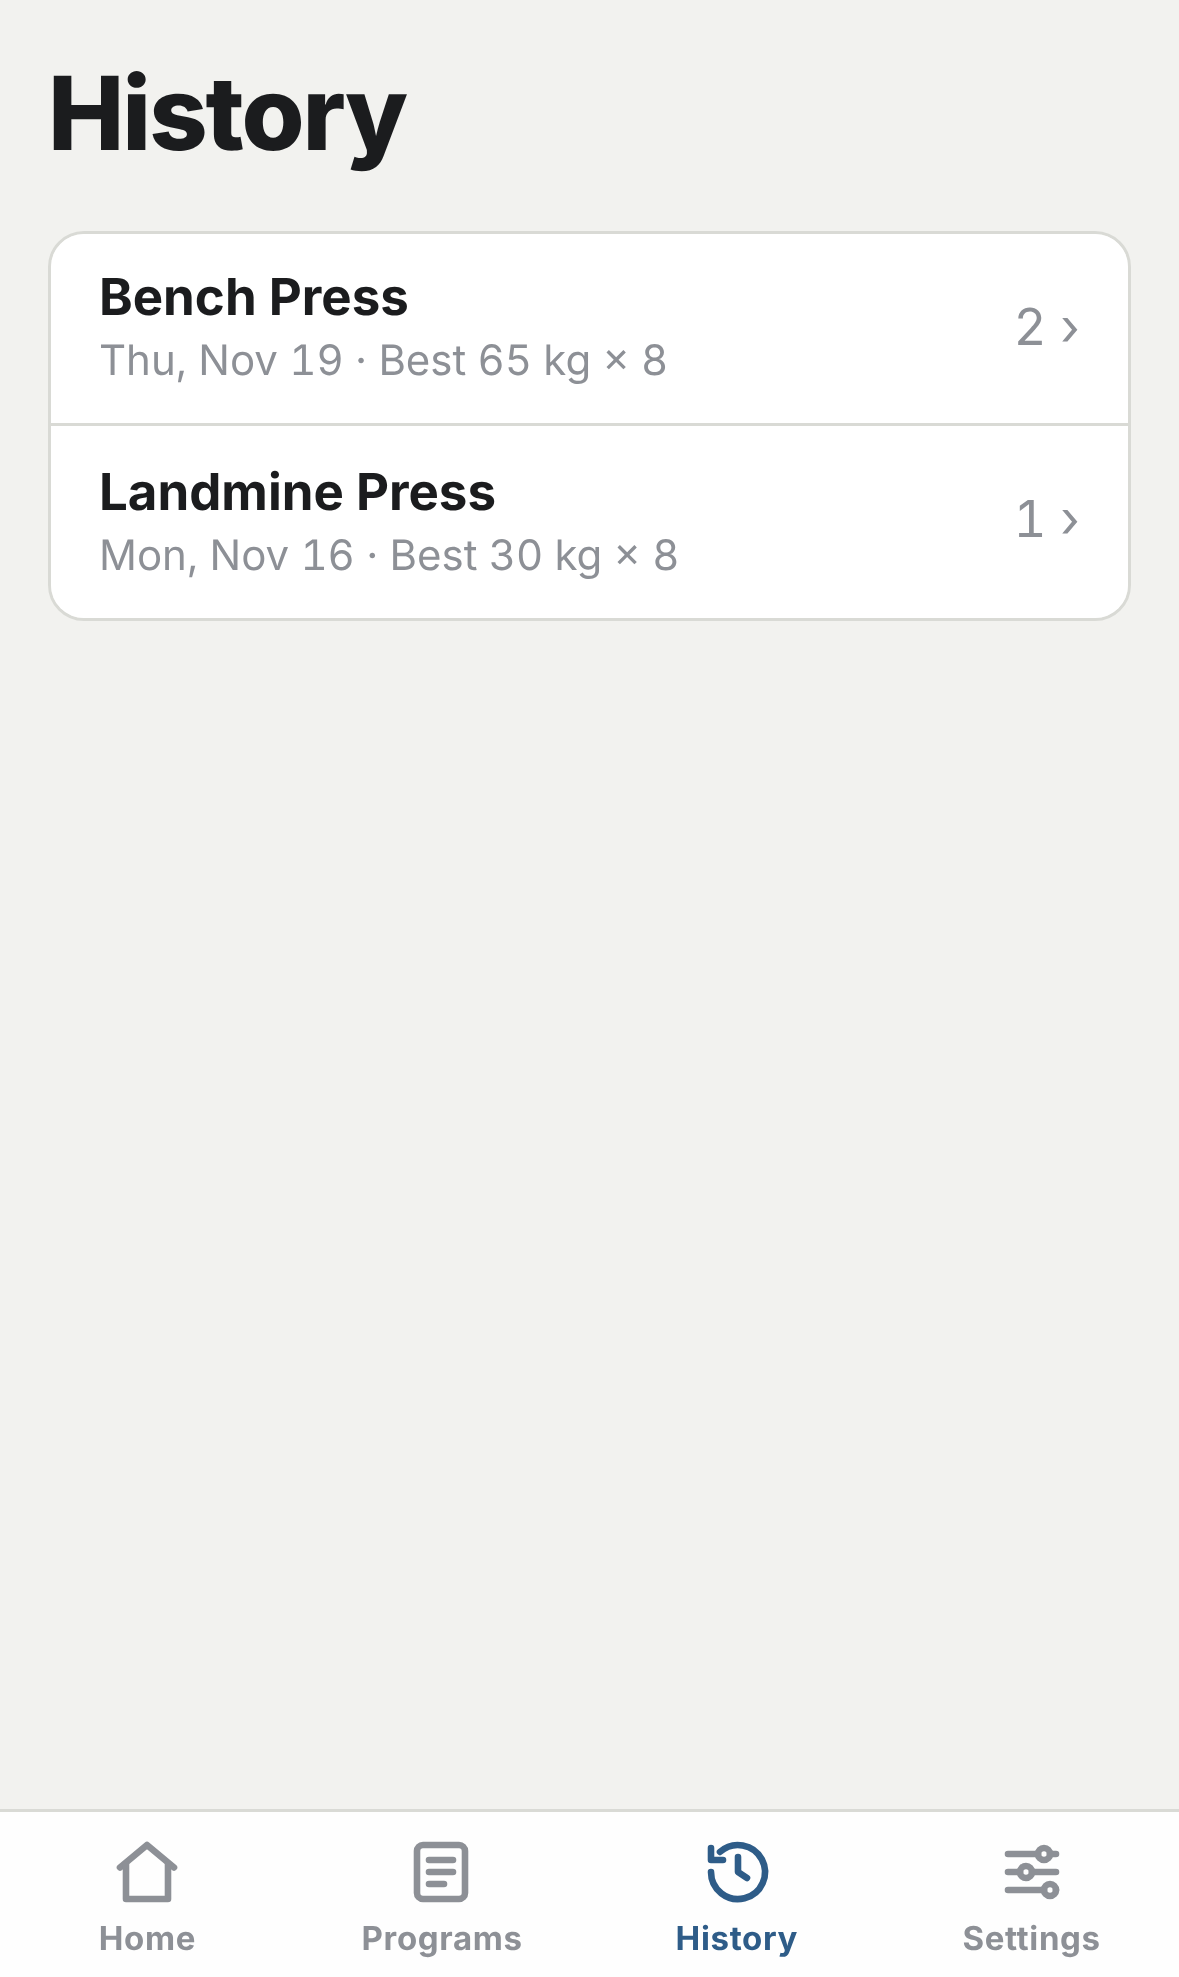 History
Bench Press
Thu, Nov 19 · Best 65 kg × 8
2 ›
Landmine Press
Mon, Nov 16 · Best 30 kg × 8
1 ›
Home
Programs
History
Settings